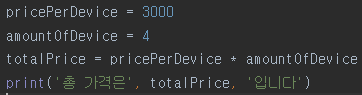 pricePerDevice = 3000
amountOfDevice = 4
totalPrice = pricePerDevice * amountOfDevice
print('총 가격은', totalPrice, '입니다')